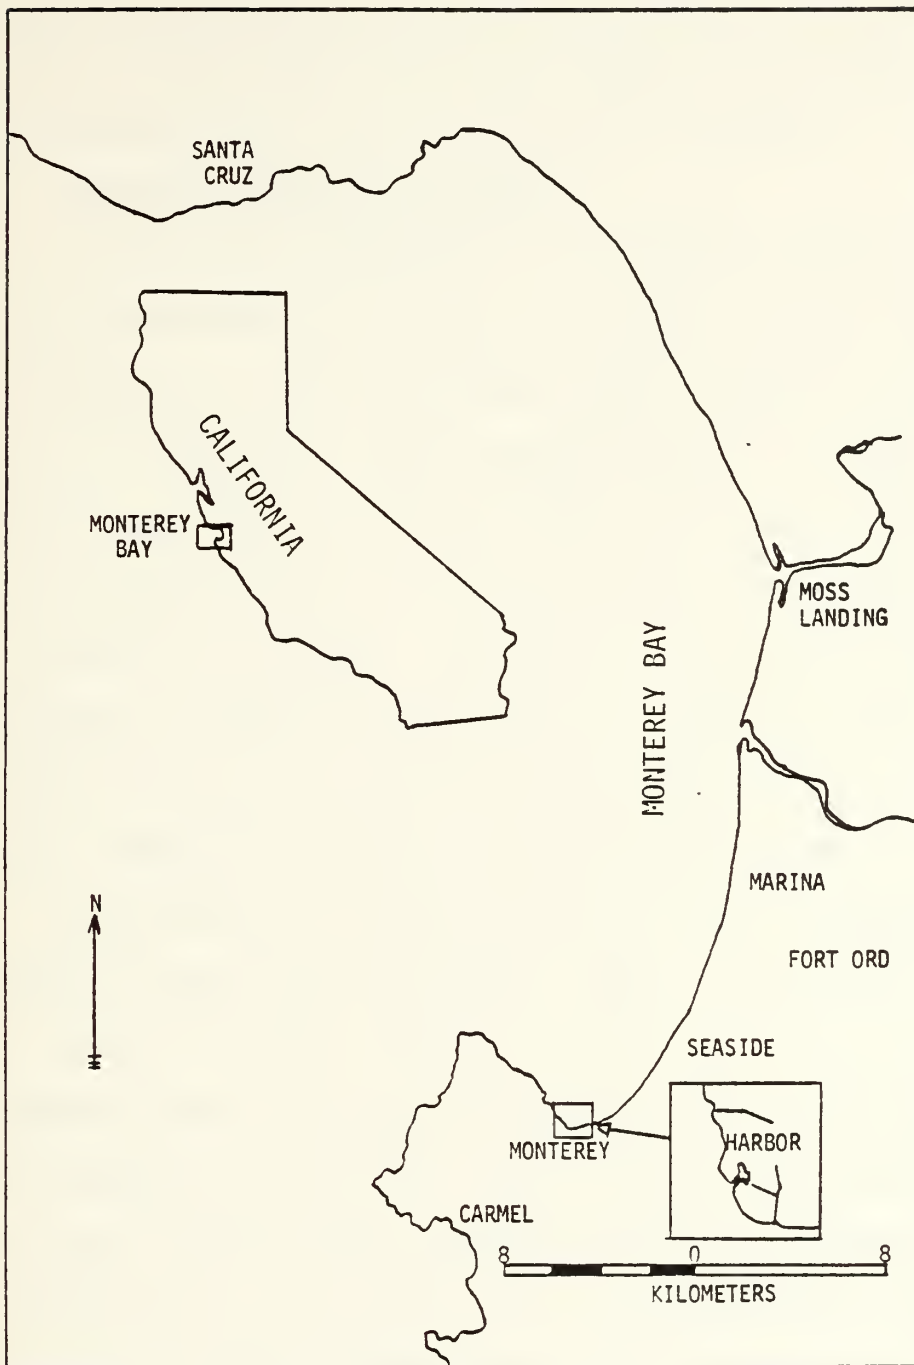 SANTA
CRUZ
CALIFORNIA
MONTEREY
BAY
MOSS
LANDING
MONTEREY BAY
MARINA
N
FORT ORD
SEASIDE
HARBOR
MONTEREY
CARMEL
8 0 8
KILOMETERS